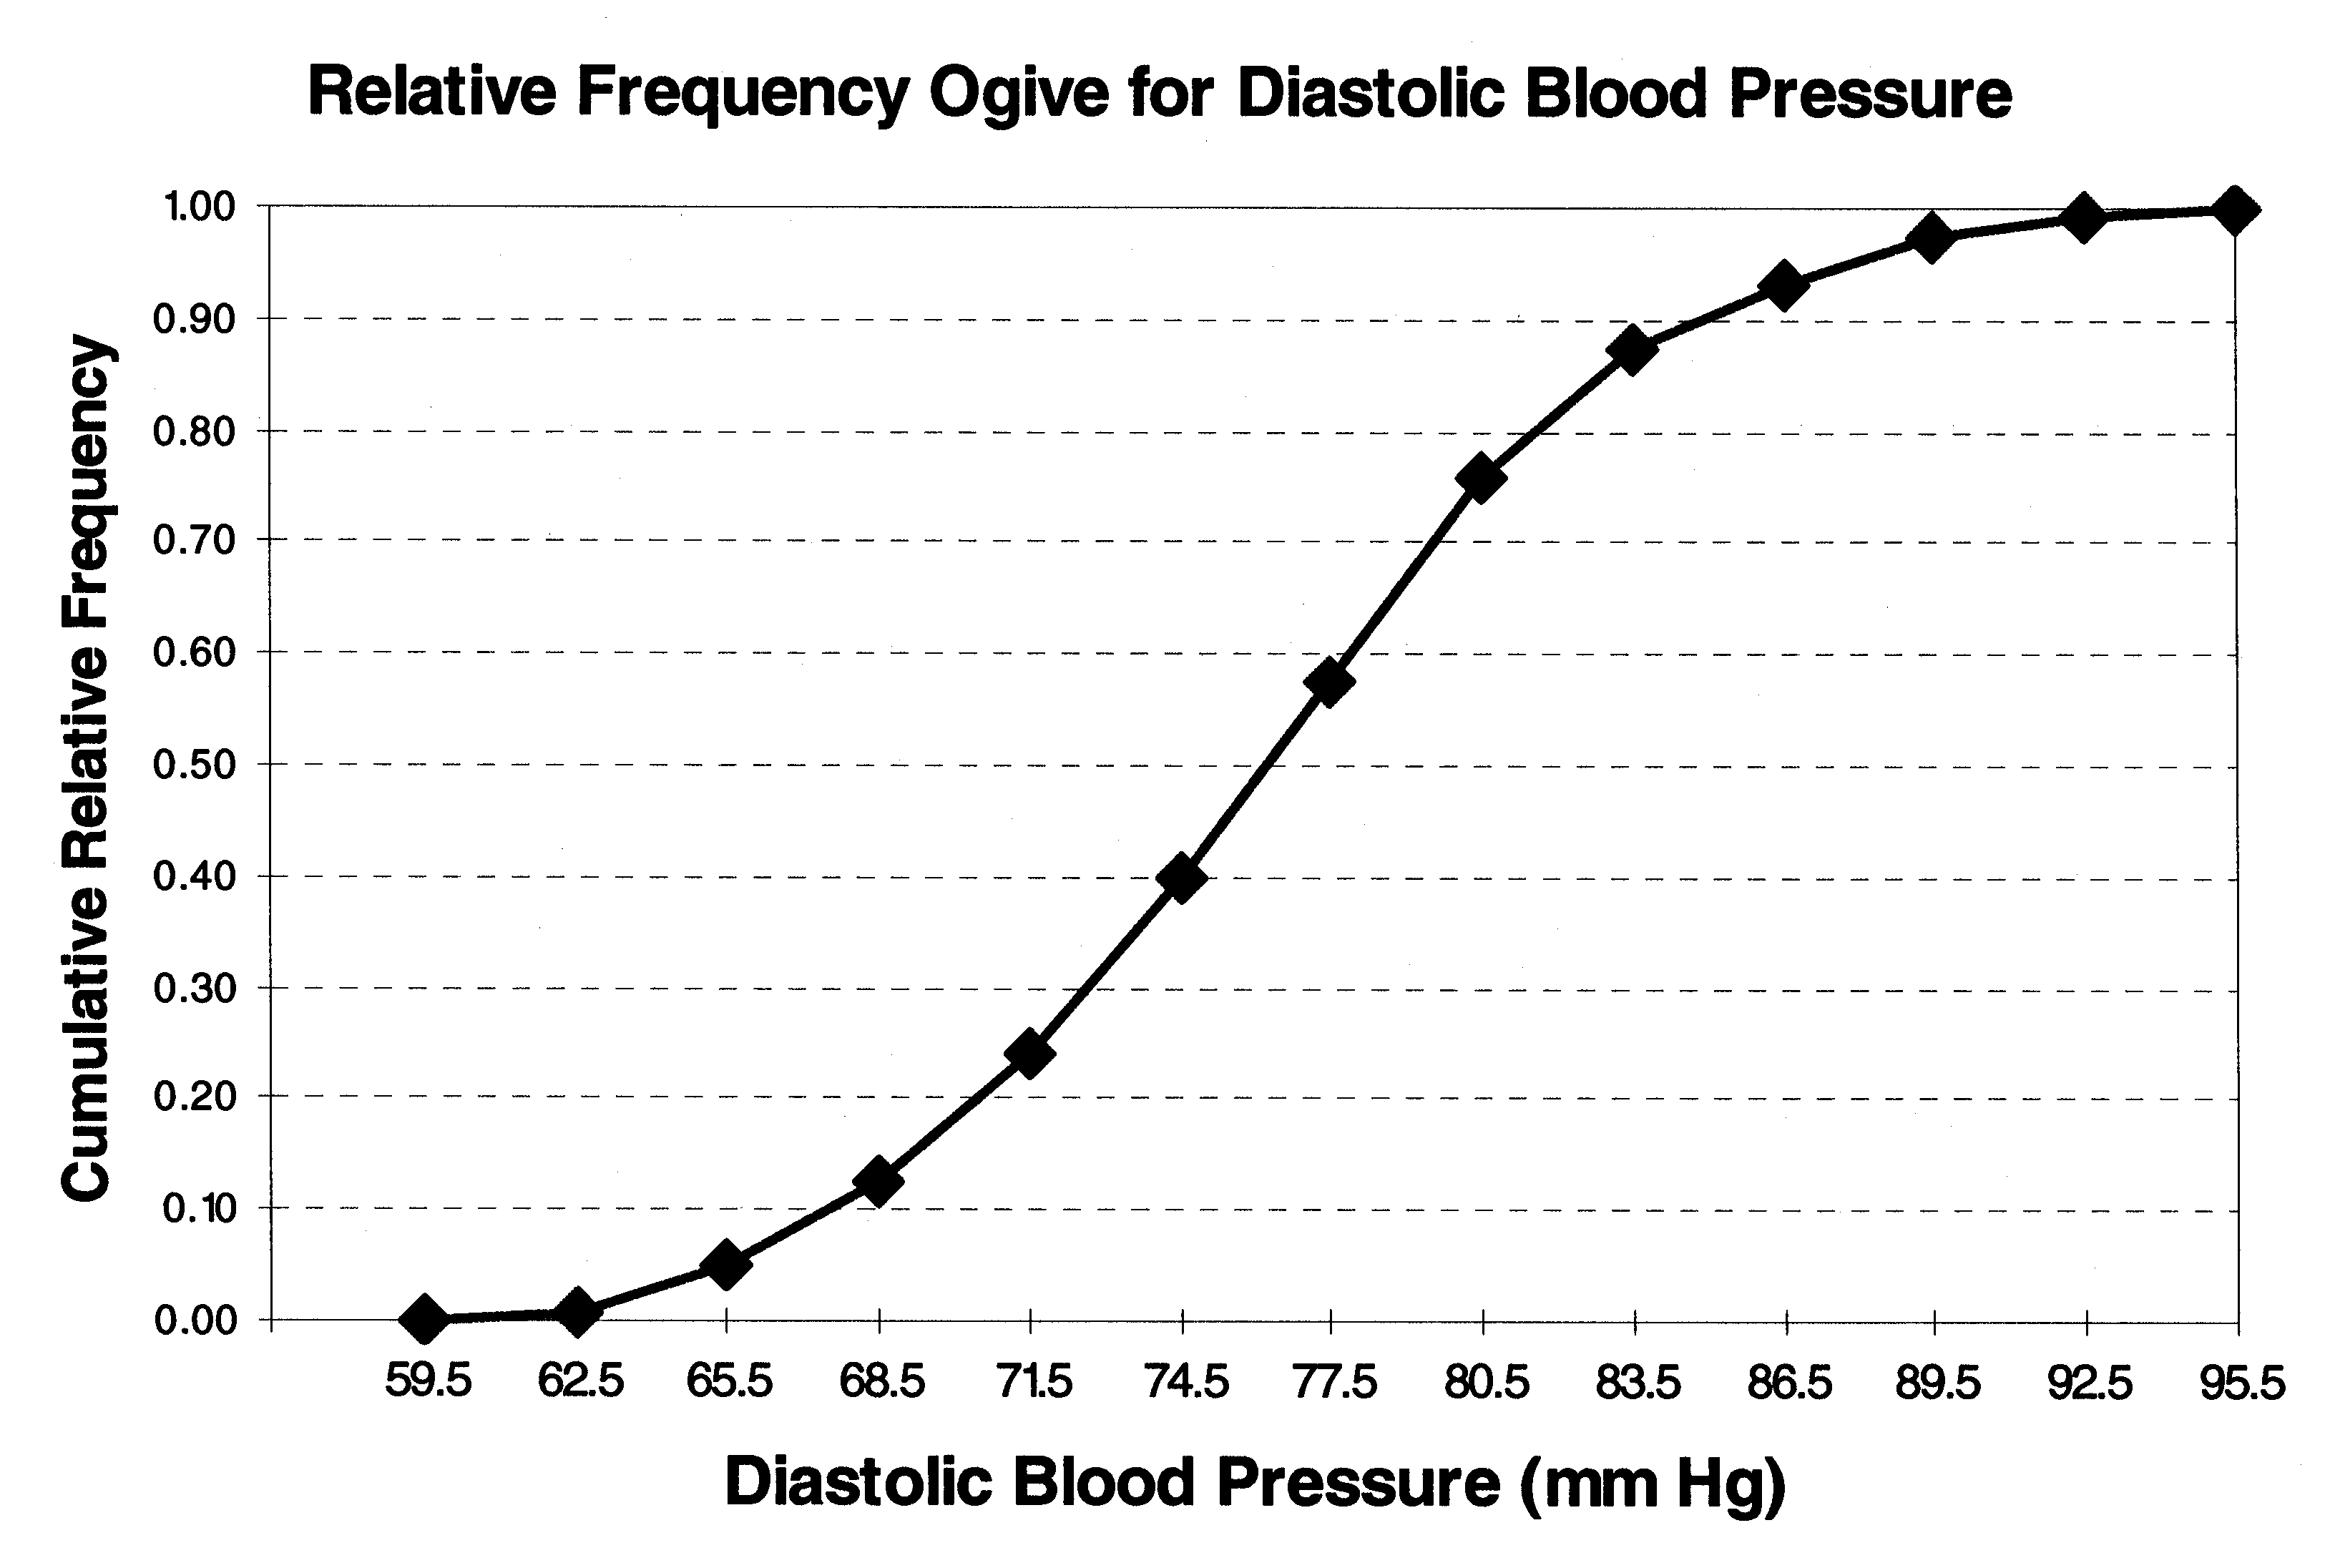 Relative Frequency Ogive for Diastolic Blood Pressure
Cumulative Relative Frequency
1.00
0.90
0.80
0.70
0.60
0.50
0.40
0.30
0.20
0.10
0.00
59.5 62.5 65.5 68.5 71.5 74.5 77.5 80.5 83.5 86.5 89.5 92.5 95.5
Diastolic Blood Pressure (mm Hg)